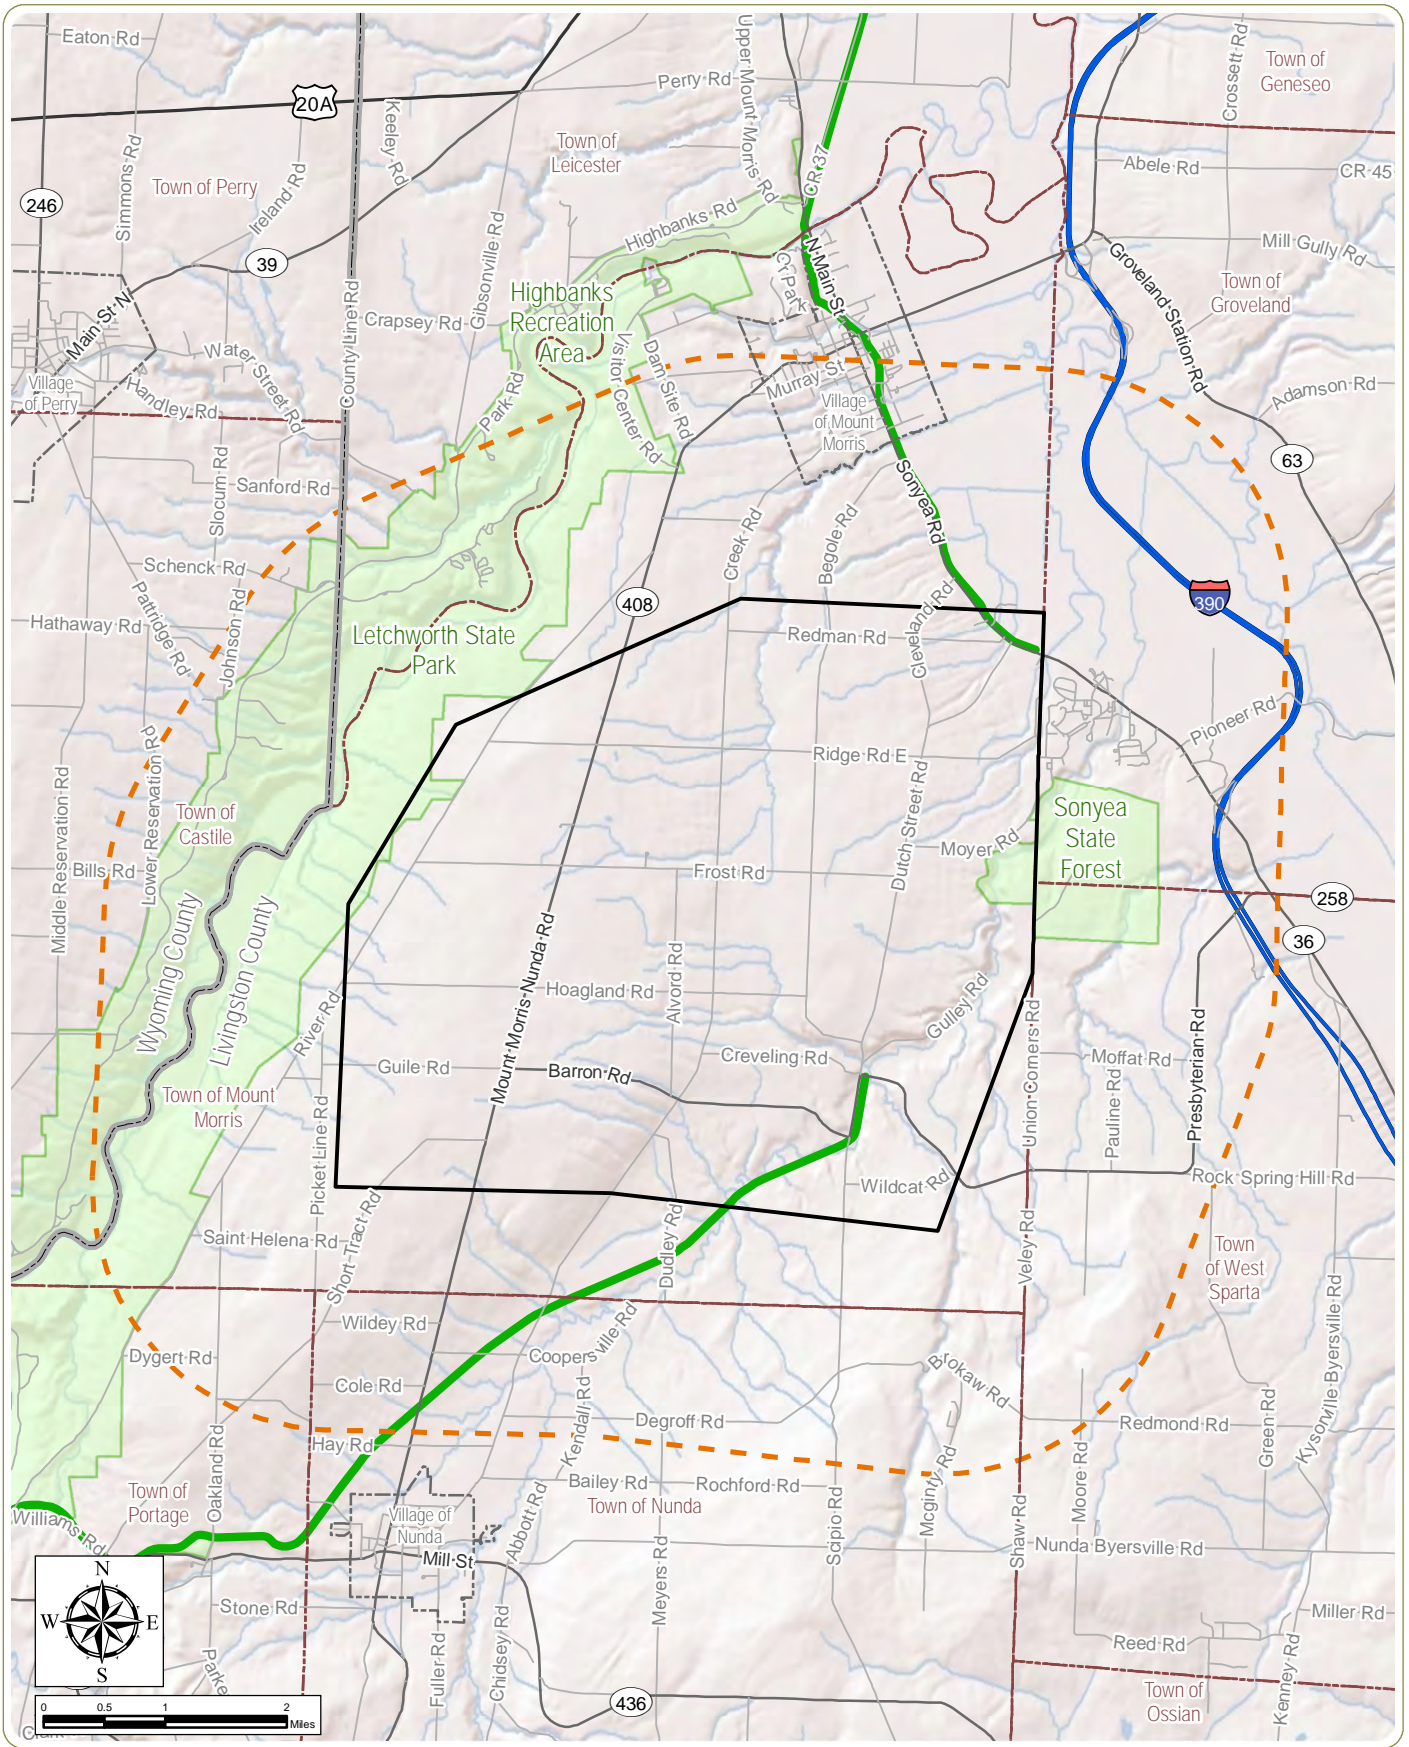 Eaton Rd
20A
Perry Rd
Upper Mount Morris Rd
Crossett Rd
Town of
Geneseo
Simmons Rd
Keeley Rd
Town of
Leicester
CR 37
Abele Rd
CR 45
Town of Perry
Ireland Rd
246
Highbanks Rd
Mill Gully Rd
39
Gibsonville Rd
N Main St
Groveland Station Rd
Town of
Groveland
Main St N
County Line Rd
Crapsey Rd
Highbanks
Recreation
Area
Visitor Center Rd
Dam Site Rd
Water Street Rd
Village
of Perry
Handley Rd
Park Rd
Murray St
Village
of Mount
Morris
Adamson Rd
63
Slocum Rd
Sanford Rd
Sonyea Rd
Schenck Rd
Creek Rd
Begole Rd
Partridge Rd
Johnson Rd
408
390
Hathaway Rd
Letchworth State
Park
Redman Rd
Cleveland Rd
Pioneer Rd
Middle Reservation Rd
Lower Reservation Rd
Ridge Rd E
Town of
Castile
Dutch Street Rd
Sonyea
State
Forest
Moyer Rd
Bills Rd
Frost Rd
258
Wyoming County
Livingston County
Mount Morris-Nunda Rd
Alvord Rd
36
Hoagland Rd
Gulley Rd
River Rd
Union Corners Rd
Creveling Rd
Moffat Rd
Guile Rd
Barron Rd
Presbyterian Rd
Pauline Rd
Town of Mount
Morris
Picket Line Rd
Wildcat Rd
Rock Spring Hill Rd
Short Tract Rd
Saint Helena Rd
Dudley Rd
Veley Rd
Town
of West
Sparta
Kysorville Byersville Rd
Wildey Rd
Coopersville Rd
Dygert Rd
Brokaw Rd
Cole Rd
Kendall Rd
Degroff Rd
Redmond Rd
Green Rd
Hay Rd
Oakland Rd
Mcginty Rd
Moore Rd
Bailey Rd
Rochford Rd
Town of
Portage
Town of Nunda
Abbott Rd
Scipio Rd
Shaw Rd
Williams Rd
Village of
Nunda
Mill St
Nunda Byersville Rd
Meyers Rd
N
W
E
S
Stone Rd
Miller Rd
Fuller Rd
Chidsey Rd
Reed Rd
Kenney Rd
436
Town of
Ossian
0
0.5
1
2
Miles